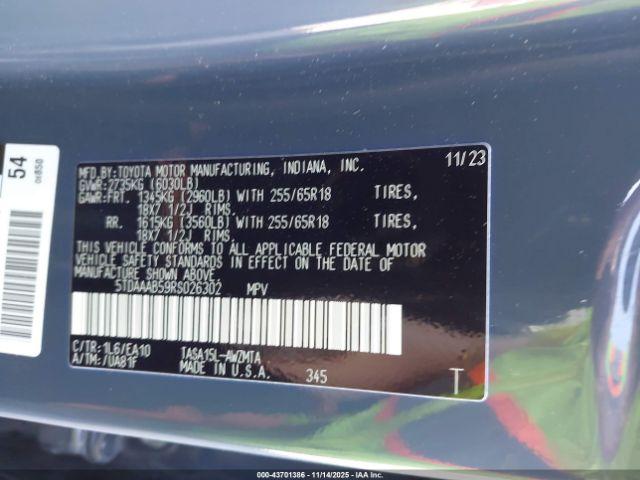 54
06850
MFD.BY:TOYOTA MOTOR MANUFACTURING, INDIANA, INC. 11/23
GVWR:2735KG (6030LB)
GAWR:FRT. 1345KG (2960LB) WITH 255/65R18 TIRES,
18X7 1/2J RIMS.
RR. 1615KG (3560LB) WITH 255/65R18 TIRES,
18X7 1/2J RIMS.
THIS VEHICLE CONFORMS TO ALL APPLICABLE FEDERAL MOTOR
VEHICLE SAFETY STANDARDS IN EFFECT ON THE DATE OF
MANUFACTURE SHOWN ABOVE.
5TDAAAB59RS026302 MPV
C/TR:1L6/EA10 TASA15L-AWZMTA
A/TM:/UA81F MADE IN U.S.A. 345 T
000-43701386 - 11/14/2025 - IAAI.COM